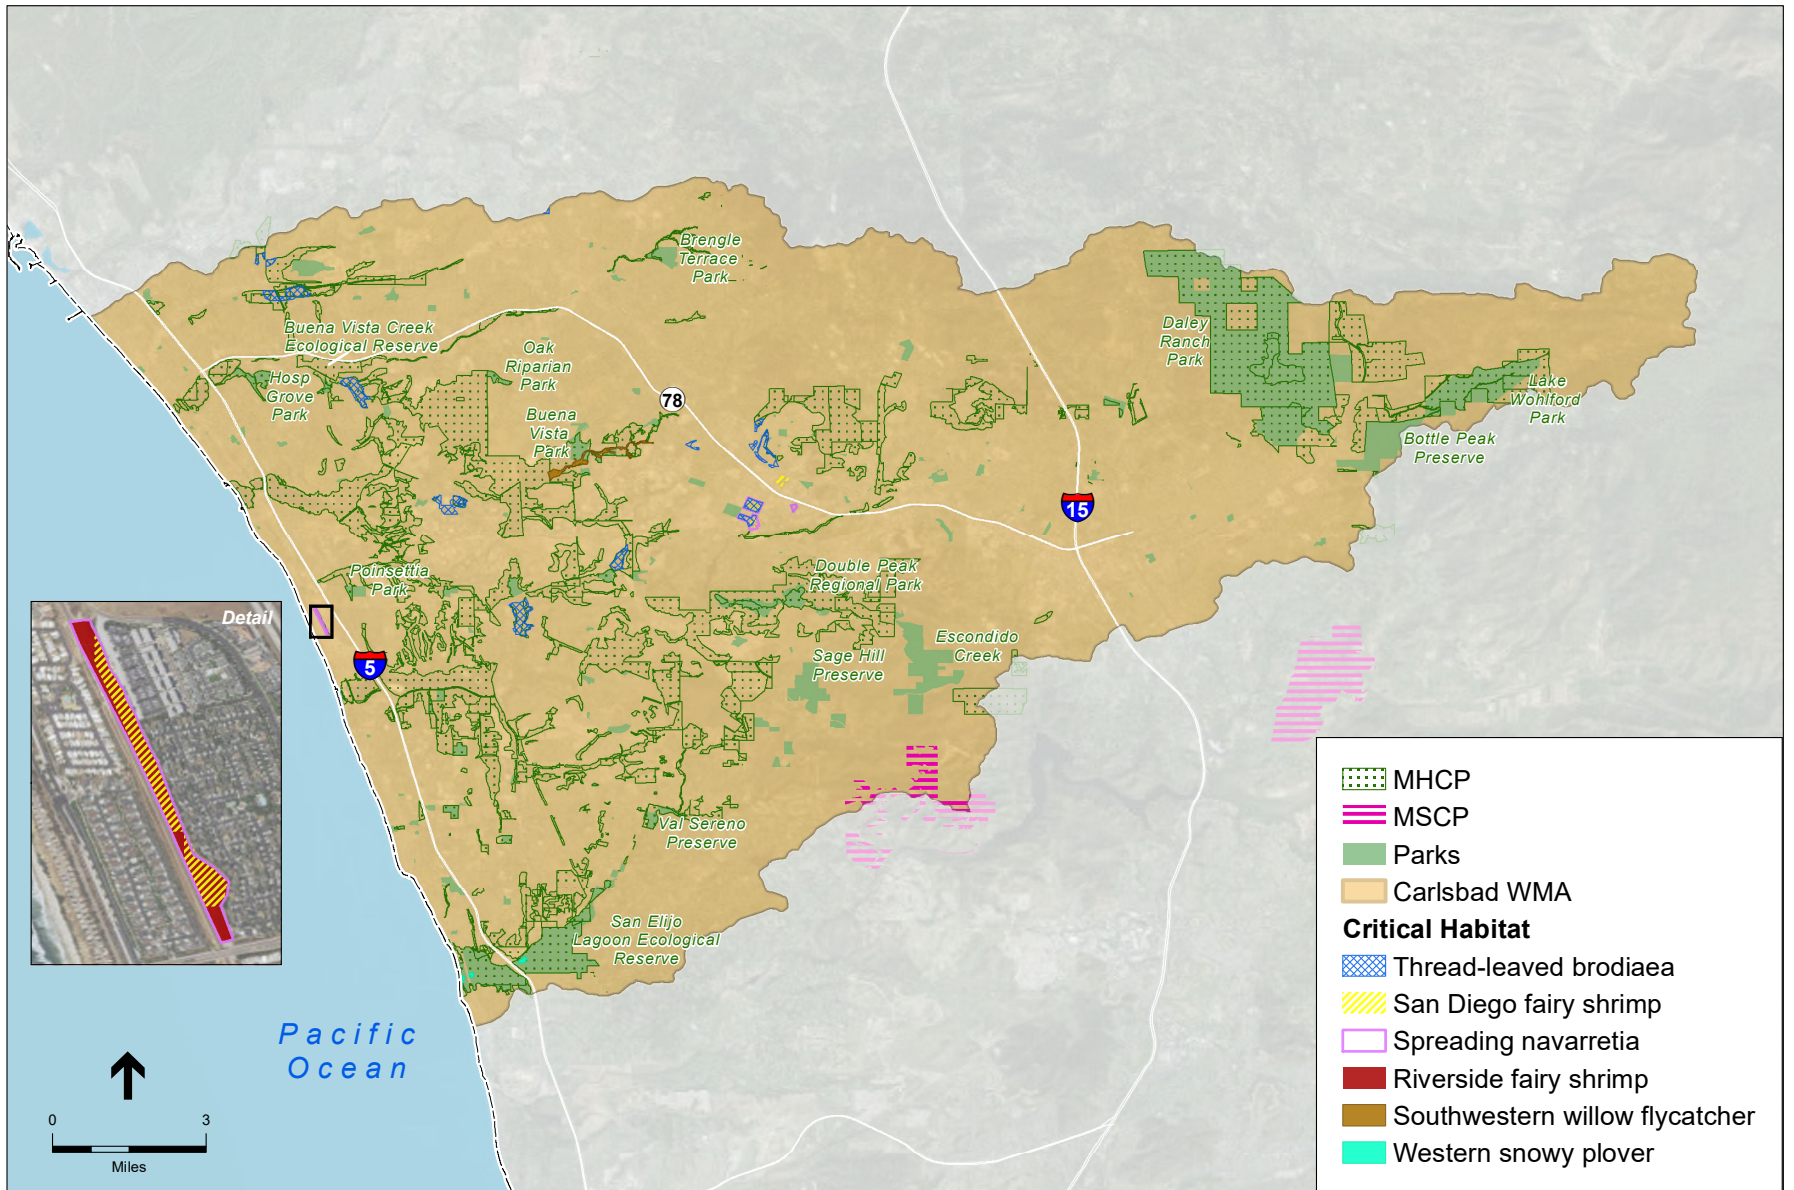 Brengle
Terrace
Park
Buena Vista Creek
Ecological Reserve
Oak
Riparian
Park
Hosp
Grove
Park
Buena
Vista
Park
78
Daley
Ranch
Park
Lake
Wohlford
Park
Bottle Peak
Preserve
15
Poinsettia
Park
Double Peak
Regional Park
Escondido
Creek
Sage Hill
Preserve
5
Detail
Val Sereno
Preserve
San Elijo
Lagoon Ecological
Reserve
Pacific
Ocean
0 3
Miles
MHCP
MSCP
Parks
Carlsbad WMA
Critical Habitat
Thread-leaved brodiaea
San Diego fairy shrimp
Spreading navarretia
Riverside fairy shrimp
Southwestern willow flycatcher
Western snowy plover